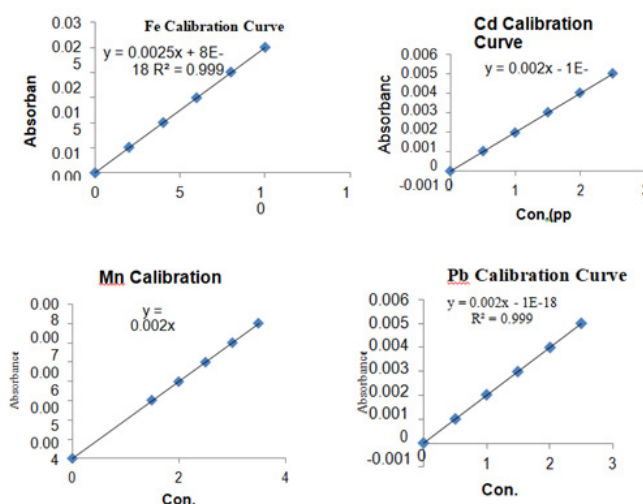 Fe Calibration Curve
y = 0.0025x + 8E-
18 R² = 0.999
Absorban
0.03
0.02
5
0.02
0.01
5
0.01
0.00
0
5
1
0
1
Cd Calibration
Curve
y = 0.002x - 1E-
Absorbanc
0.006
0.005
0.004
0.003
0.002
0.001
0
-0.001
0
1
2
3
Con.(pp
Mn Calibration
y =
0.002x
Absorbance
0.00
8
0.00
7
0.00
6
0.00
5
0.00
4
0
2
4
Con.
Pb Calibration Curve
y = 0.002x - 1E-18
R² = 0.999
Absorbance
0.006
0.005
0.004
0.003
0.002
0.001
0
-0.001
0
1
2
3
Con.